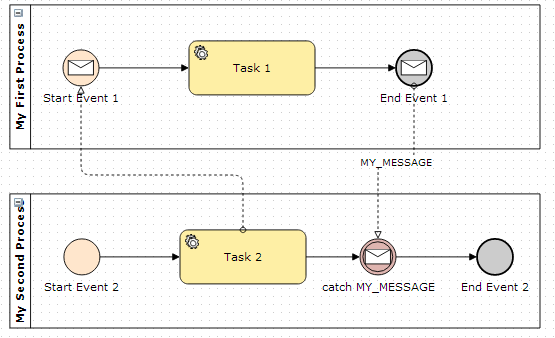 My First Process
Task 1
Start Event 1
End Event 1
MY_MESSAGE
My Second Proces
Task 2
Start Event 2
catch MY_MESSAGE
End Event 2